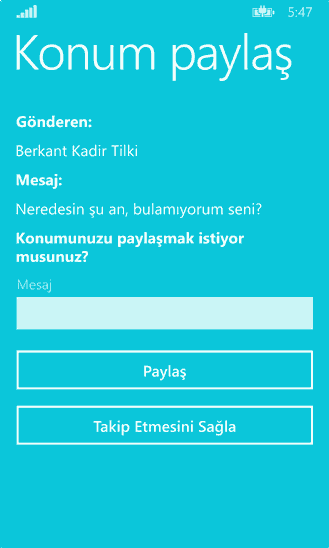 5:47
Konum paylaş
Gönderen:
Berkant Kadir Tilki
Mesaj:
Neredesin şu an, bulamıyorum seni?
Konumunuzu paylaşmak istiyor
musunuz?
Mesaj
Paylaş
Takip Etmesini Sağla